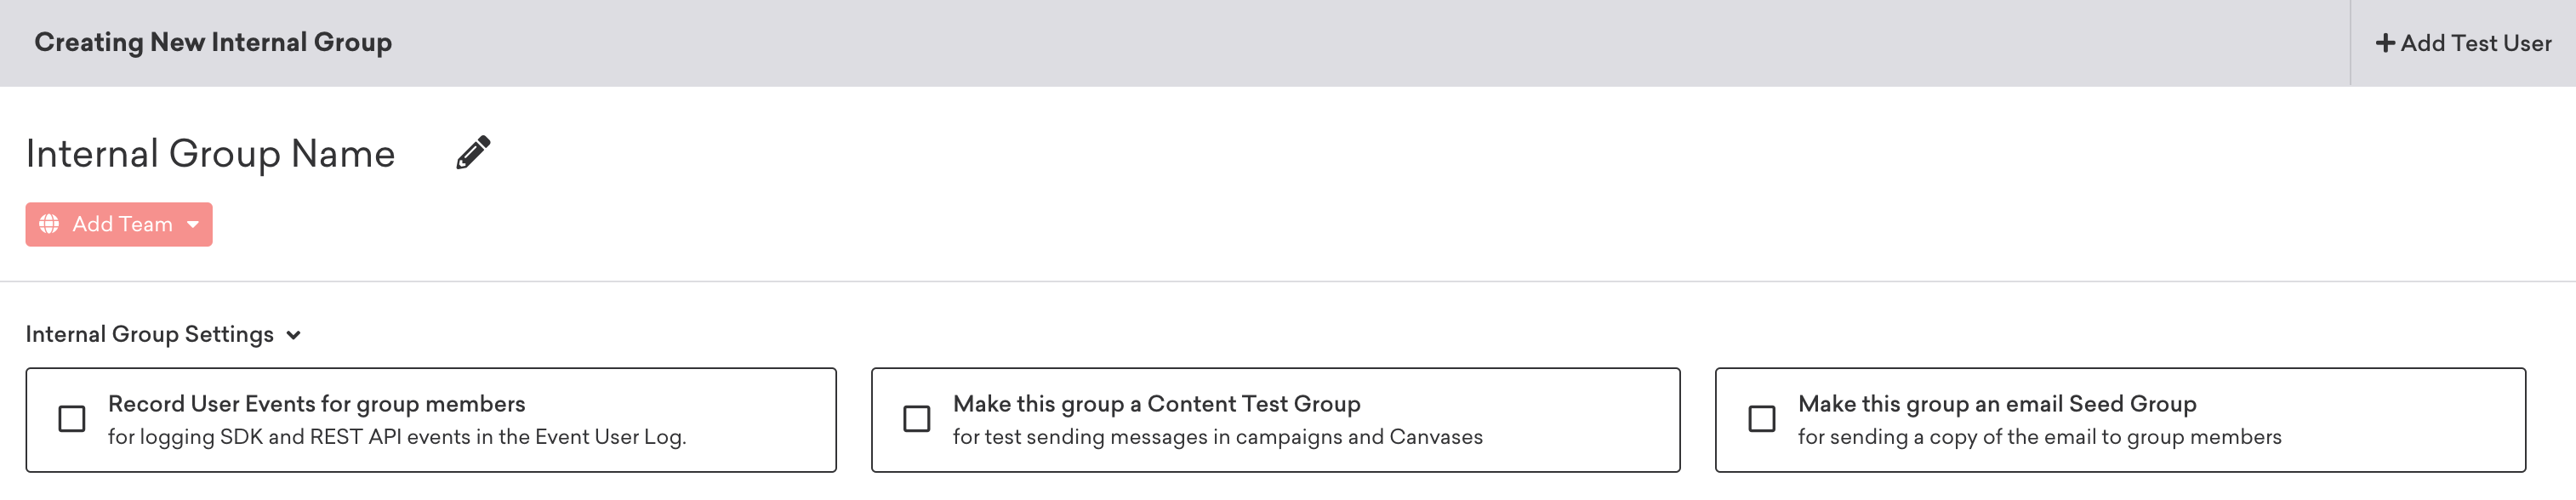 Creating New Internal Group
Add Test User
Internal Group Name
Add Team
Internal Group Settings
Record User Events for group members
for logging SDK and REST API events in the Event User Log.
Make this group a Content Test Group
for test sending messages in campaigns and Canvases
Make this group an email Seed Group
for sending a copy of the email to group members